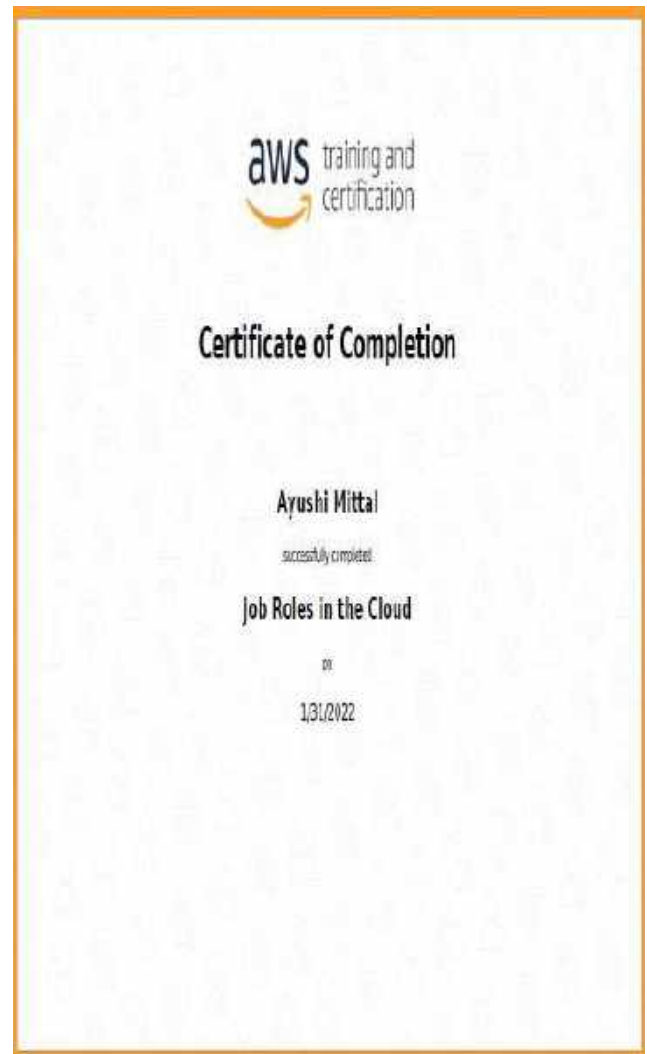 aws training and
certification
Certificate of Completion
Ayushi Mittal
successfully completed
Job Roles in the Cloud
on
1/31/2022